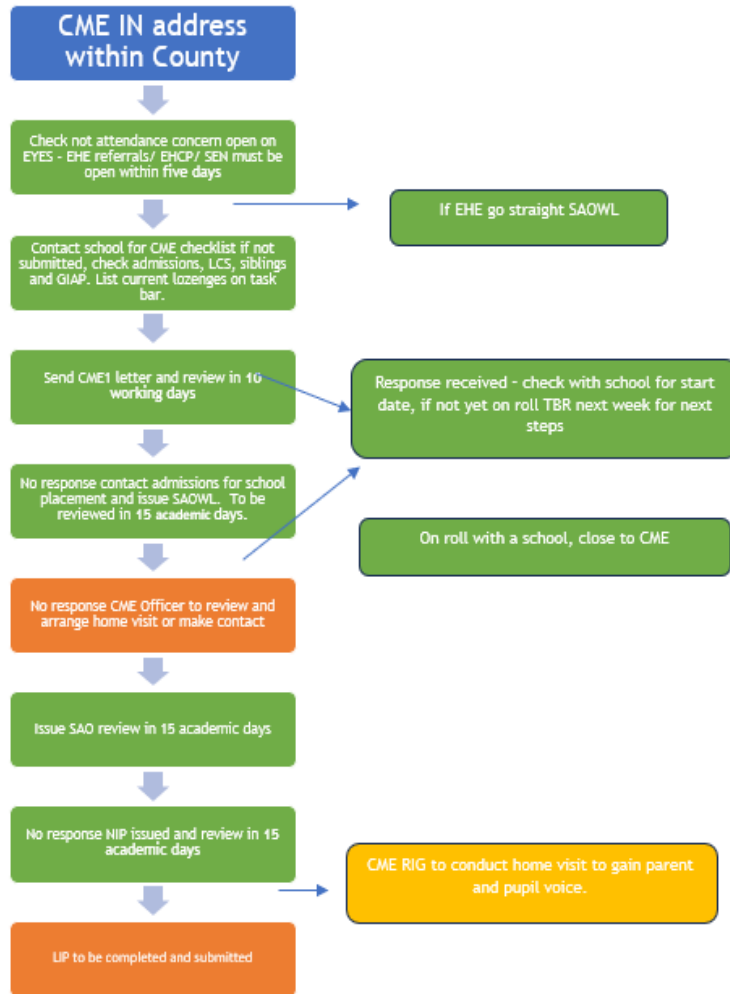 CME IN address
within County
Check not attendance concern open on
EYES - EHE referrals/ EHCP/ SEN must be
open within five days
If EHE go straight SAOWL
Contact school for CME checklist if not
submitted, check admissions, LCS, siblings
and GIAP. List current lozenges on task
bar.
Send CME1 letter and review in 10
working days
Response received - check with school for start
date, if not yet on roll TBR next week for next
steps
No response contact admissions for school
placement and issue SAOWL. To be
reviewed in 15 academic days.
On roll with a school, close to CME
No response CME Officer to review and
arrange home visit or make contact
Issue SAO review in 15 academic days
No response NIP issued and review in 15
academic days
CME RIG to conduct home visit to gain parent
and pupil voice.
LIP to be completed and submitted